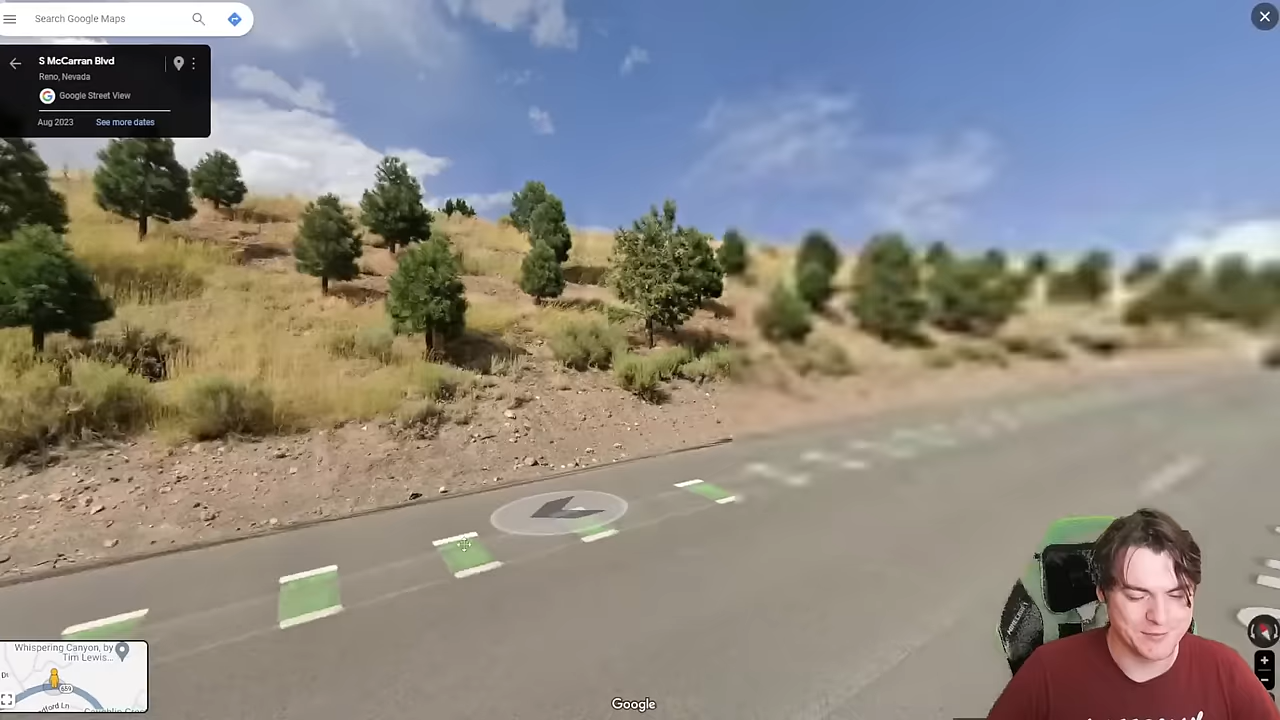 Search Google Maps
S McCarran Blvd
Reno, Nevada
Google Street View
Aug 2023
See more dates
Whispering Canyon, by
Tim Lewis...
659
Google